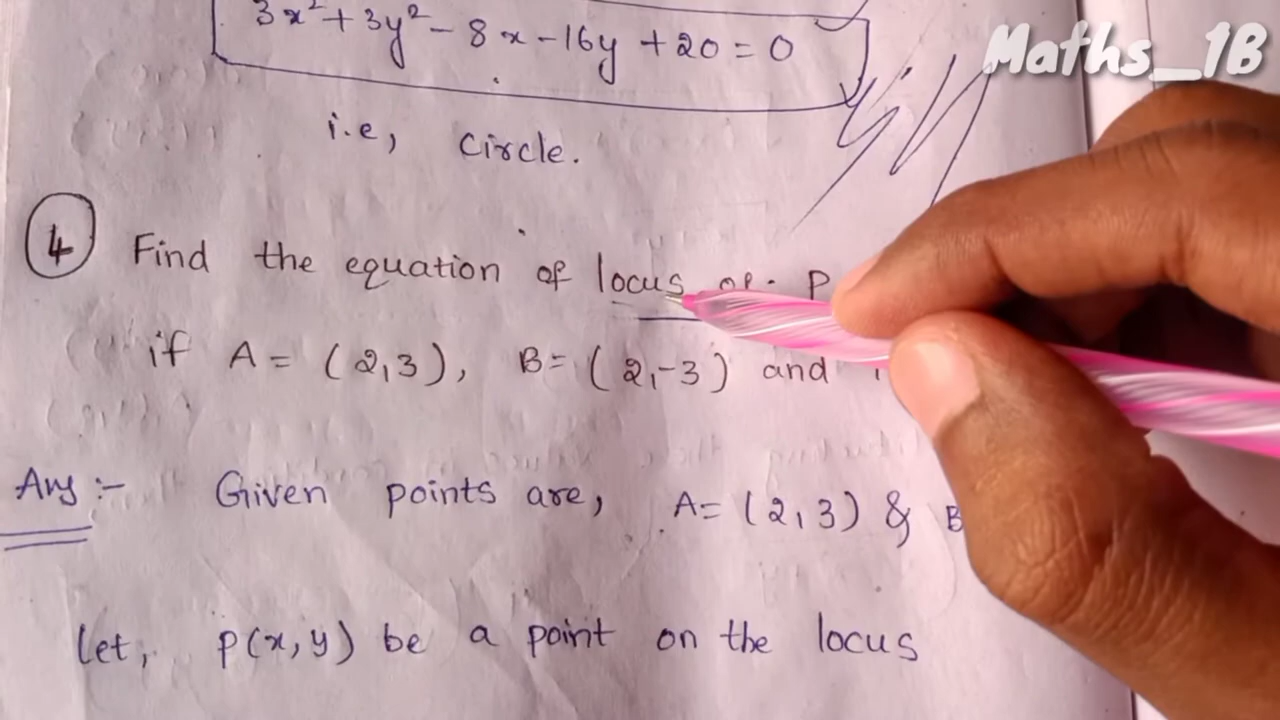 3x²+3y²-8x-16y+20=0
Maths_1B
i.e, circle.
4 Find the equation of locus of P
if A = (2,3), B= (2,-3) and
Ans :- Given points are, A= (2,3) & B
Let, P(x,y) be a point on the locus